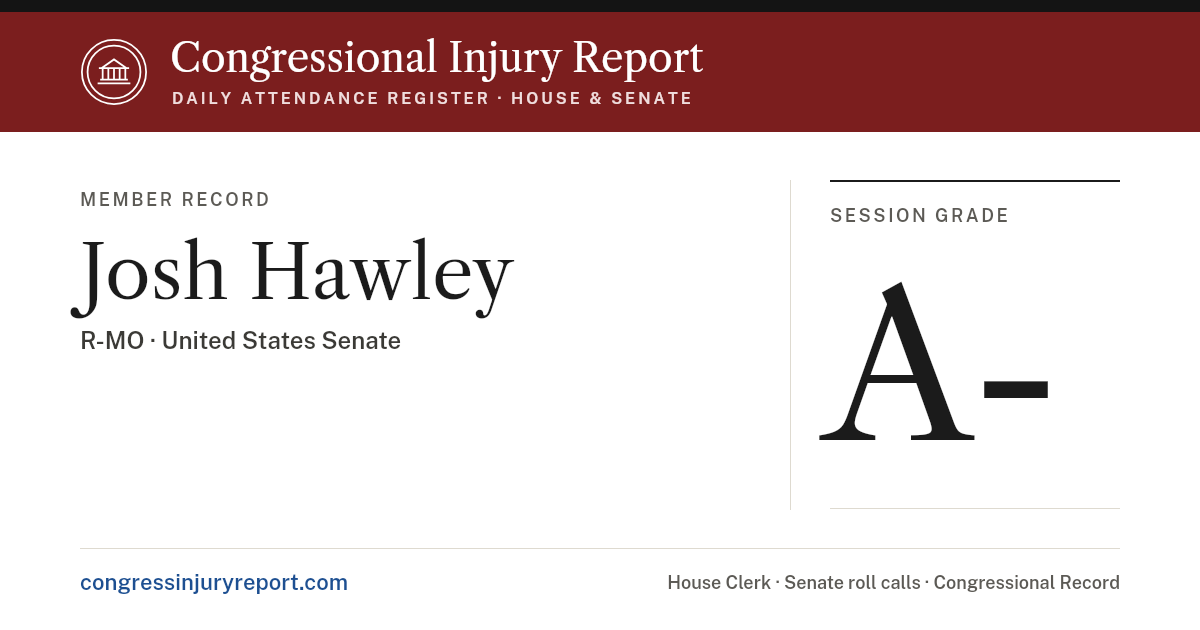 Congressional Injury Report
DAILY ATTENDANCE REGISTER · HOUSE & SENATE
MEMBER RECORD
Josh Hawley
R-MO · United States Senate
SESSION GRADE
A-
congressinjuryreport.com
House Clerk · Senate roll calls · Congressional Record